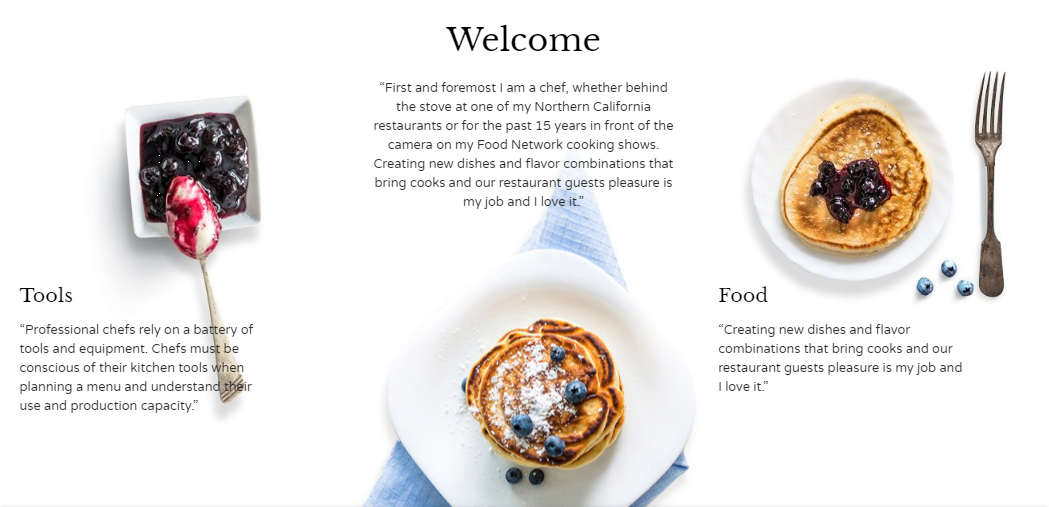 Welcome
“First and foremost I am a chef, whether behind
the stove at one of my Northern California
restaurants or for the past 15 years in front of the
camera on my Food Network cooking shows.
Creating new dishes and flavor combinations that
bring cooks and our restaurant guests pleasure is
my job and I love it.”
Tools
“Professional chefs rely on a battery of
tools and equipment. Chefs must be
conscious of their kitchen tools when
planning a menu and understand their
use and production capacity.”
Food
“Creating new dishes and flavor
combinations that bring cooks and our
restaurant guests pleasure is my job and
I love it.”